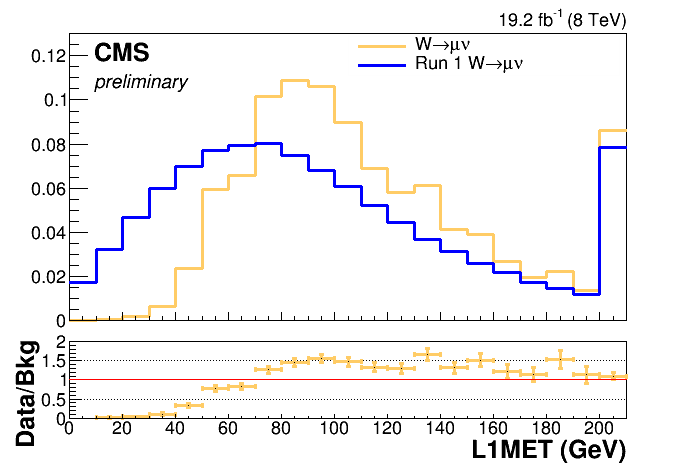 19.2 fb⁻¹ (8 TeV)
CMS
preliminary
W→μν
Run 1 W→μν
0.12
0.1
0.08
0.06
0.04
0.02
0
Data/Bkg
2
1.5
1
0.5
0
0 20 40 60 80 100 120 140 160 180 200
L1MET (GeV)